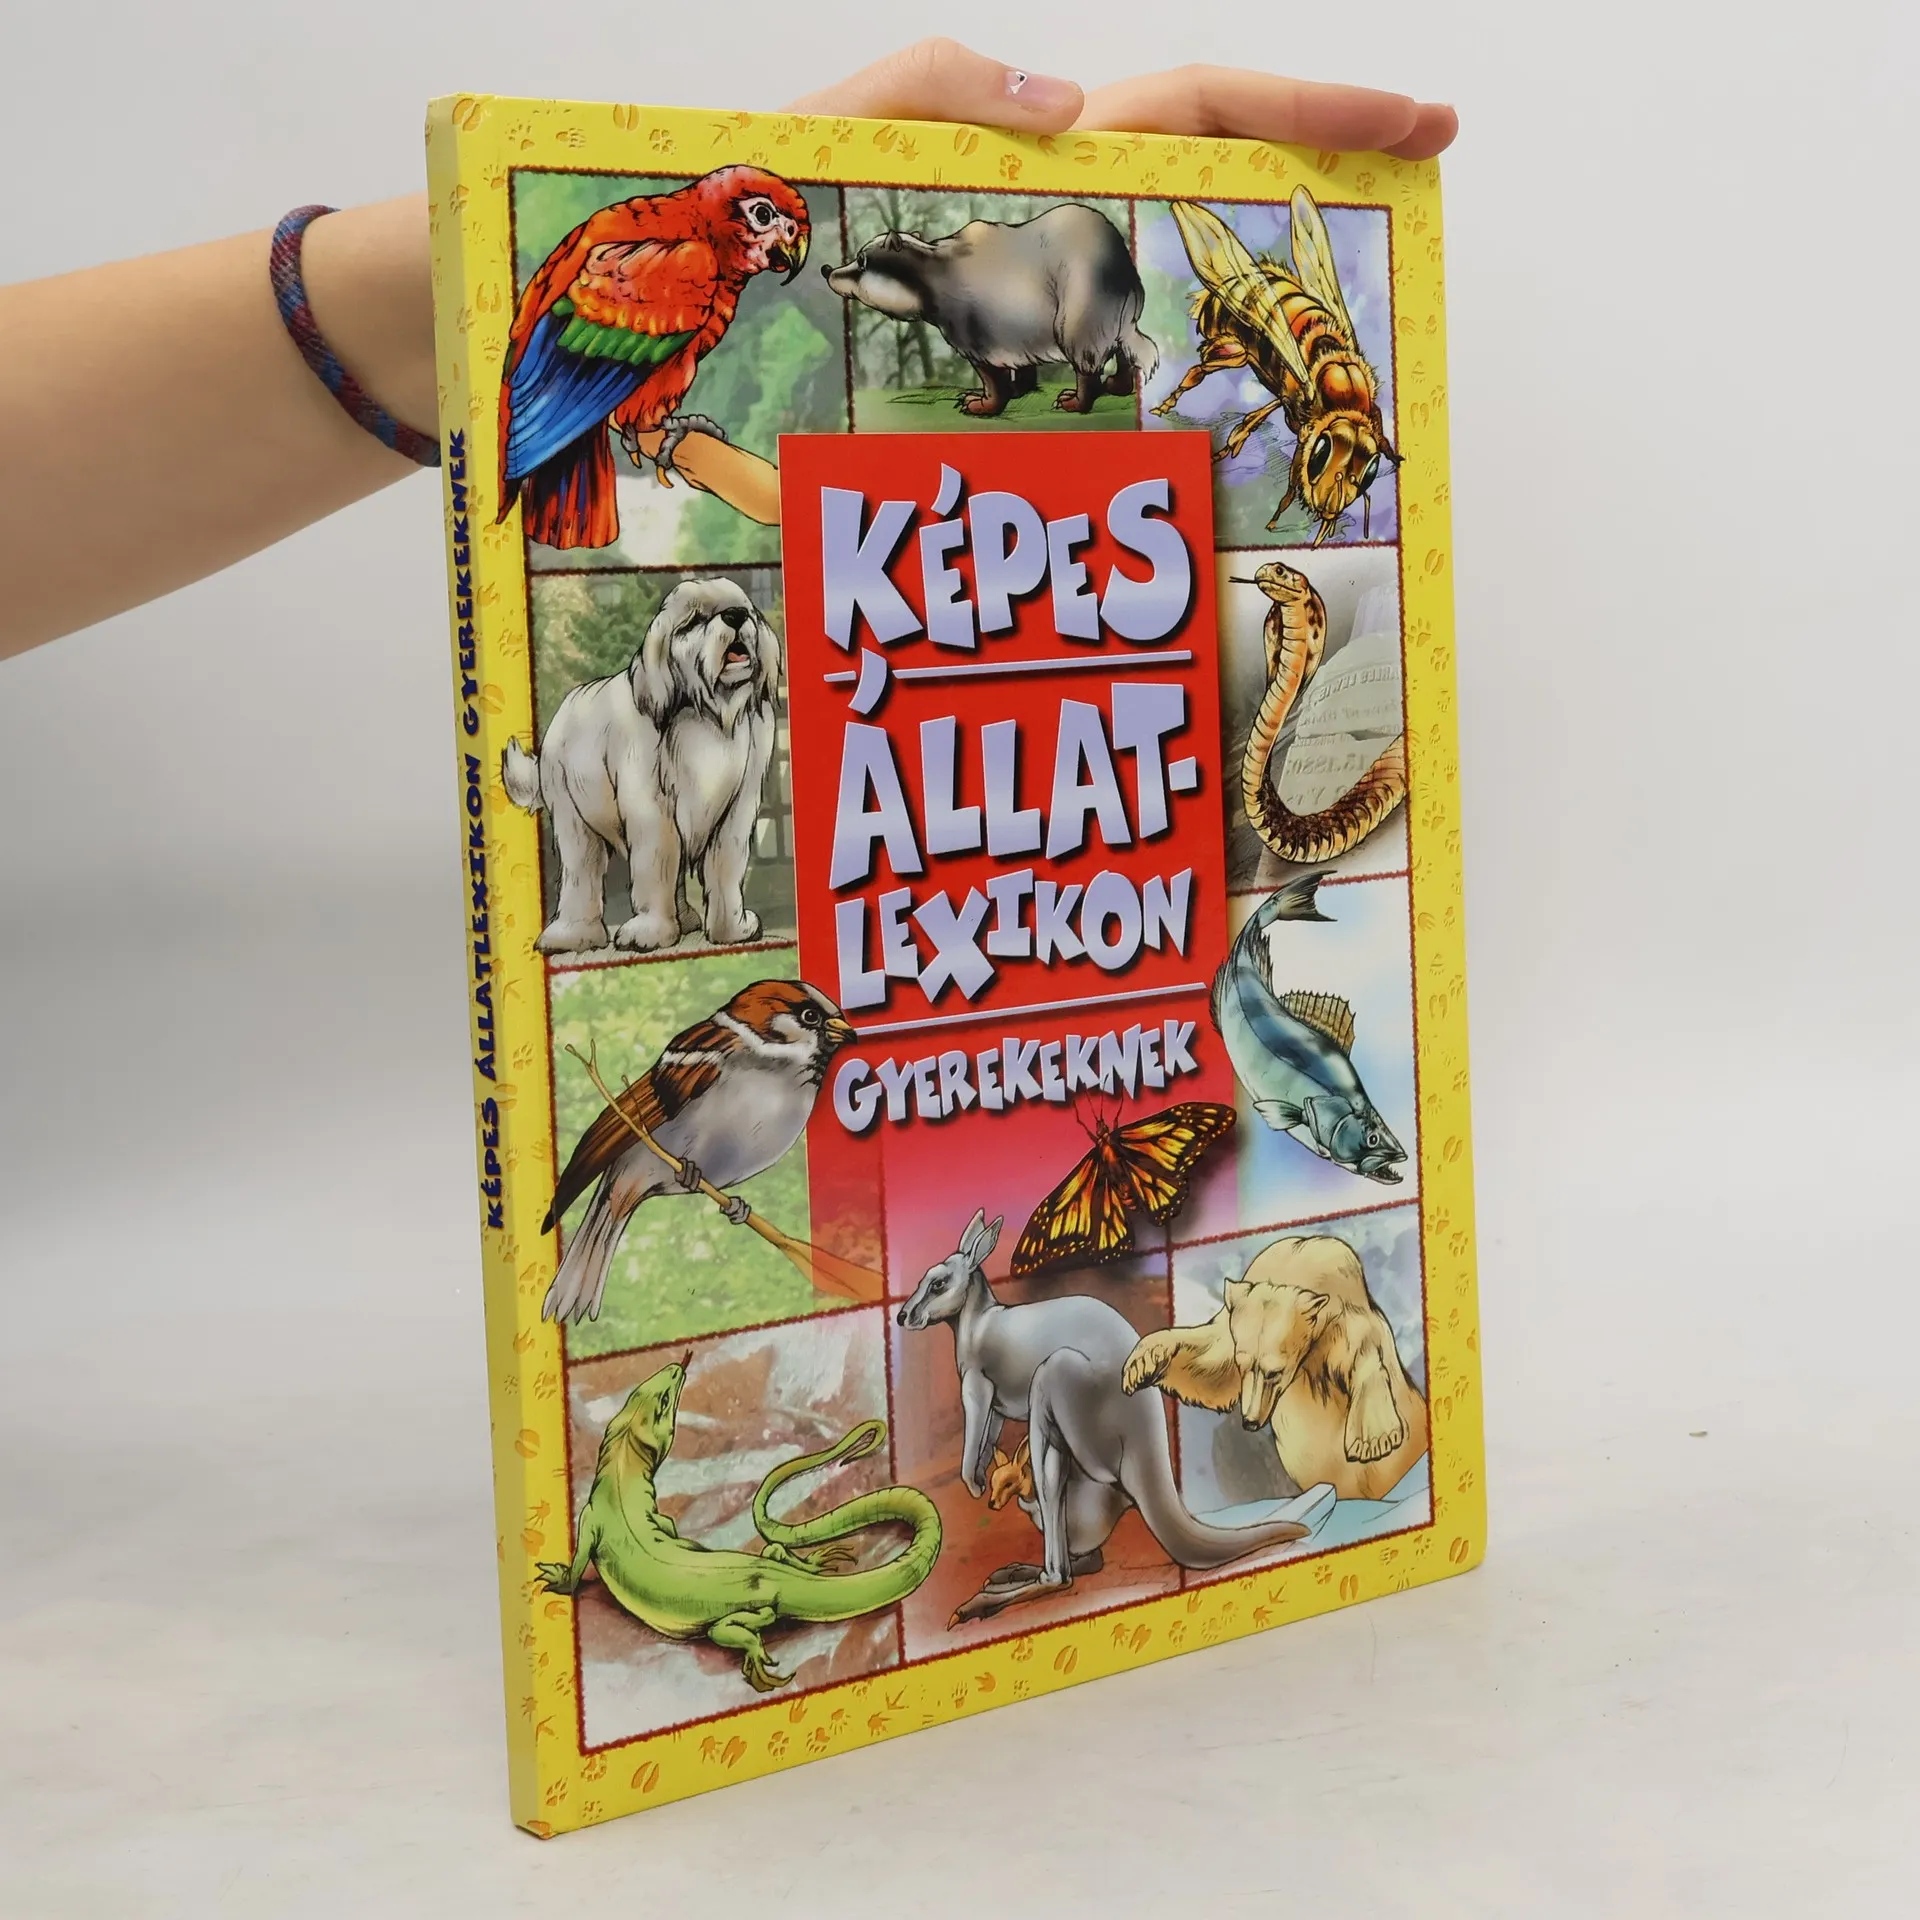 KÉPES
ÁLLAT-
LEXIKON
GYEREKEKNEK
KÉPES ÁLLATLEXIKON GYEREKEKNEK